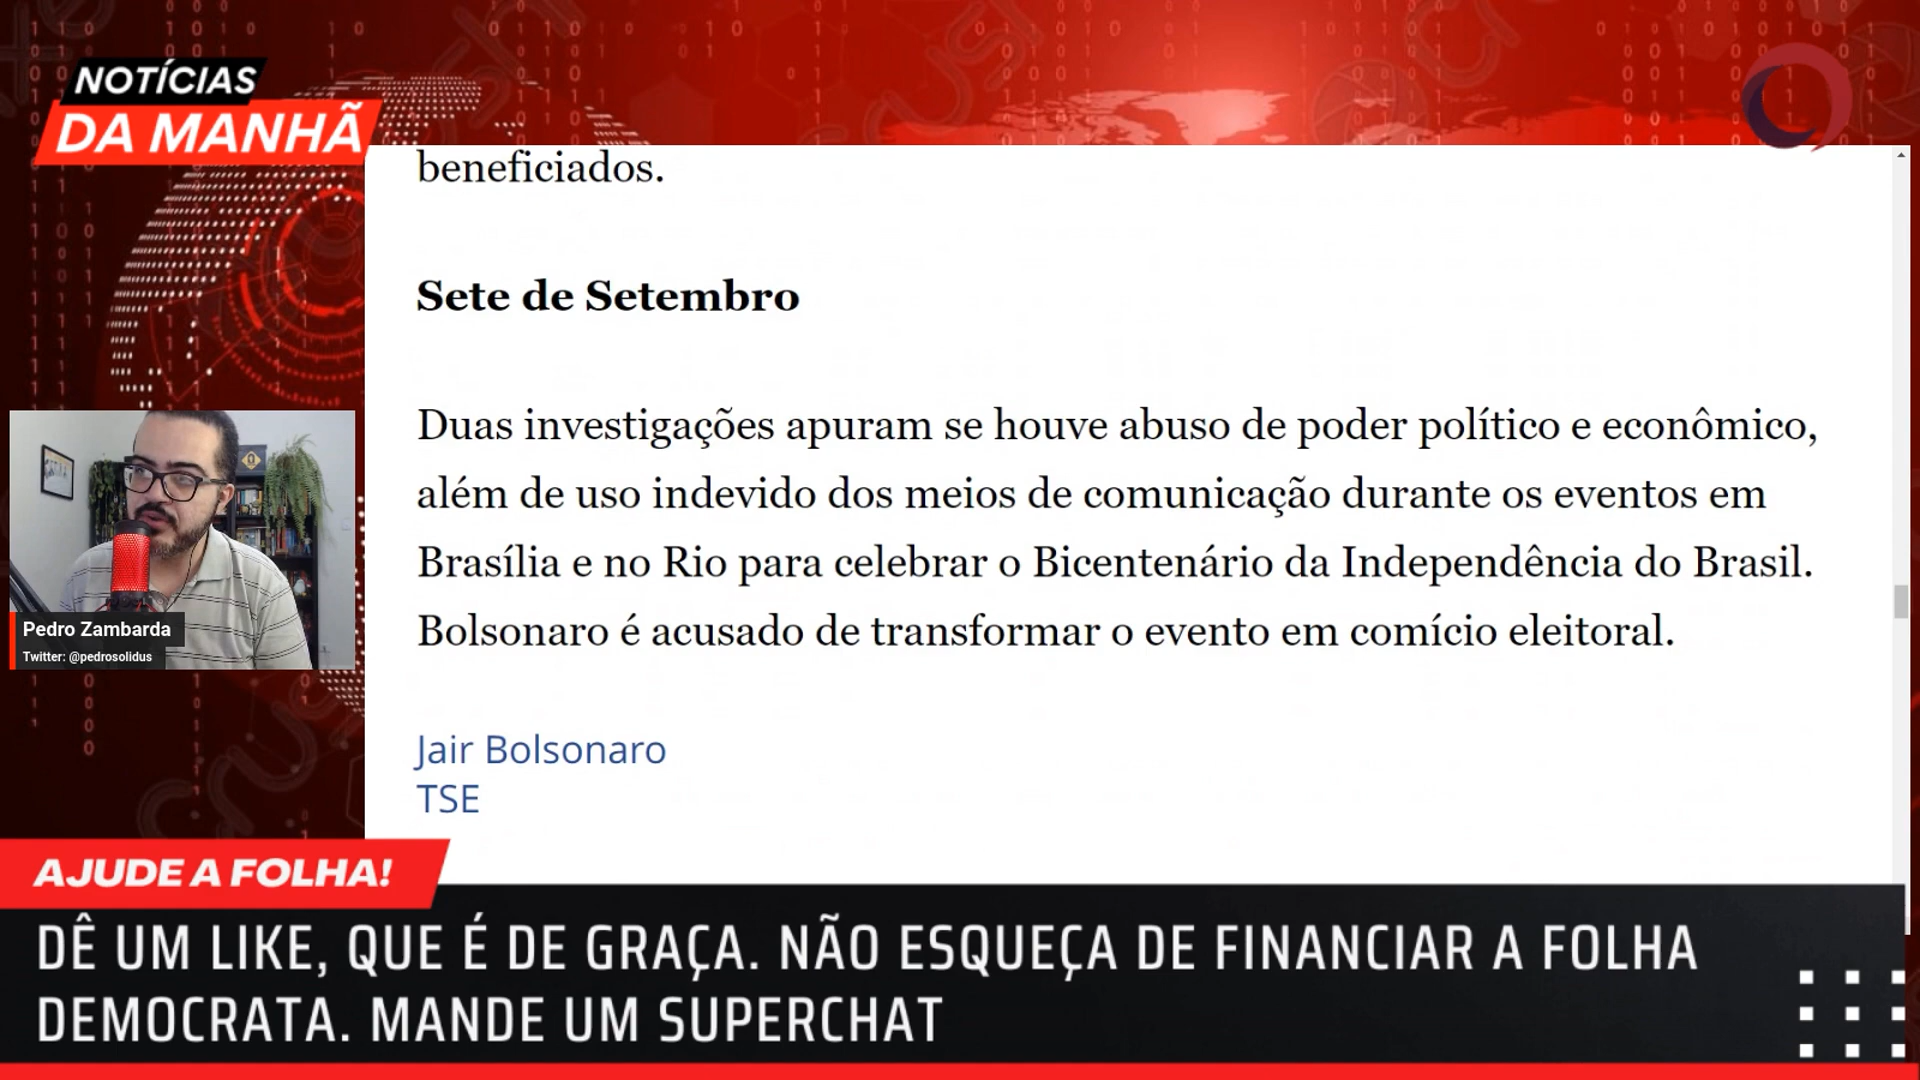 NOTÍCIAS
DA MANHÃ
beneficiados.
Sete de Setembro
Duas investigações apuram se houve abuso de poder político e econômico,
além de uso indevido dos meios de comunicação durante os eventos em
Brasília e no Rio para celebrar o Bicentenário da Independência do Brasil.
Bolsonaro é acusado de transformar o evento em comício eleitoral.
Jair Bolsonaro
TSE
Pedro Zambarda
Twitter: @pedrosolidus
AJUDE A FOLHA!
DÊ UM LIKE, QUE É DE GRAÇA. NÃO ESQUEÇA DE FINANCIAR A FOLHA
DEMOCRATA. MANDE UM SUPERCHAT